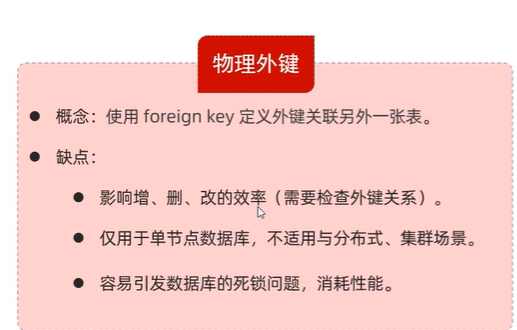 物理外键
概念：使用 foreign key 定义外键关联另外一张表。
缺点：
影响增、删、改的效率（需要检查外键关系）。
仅用于单节点数据库，不适用与分布式、集群场景。
容易引发数据库的死锁问题，消耗性能。